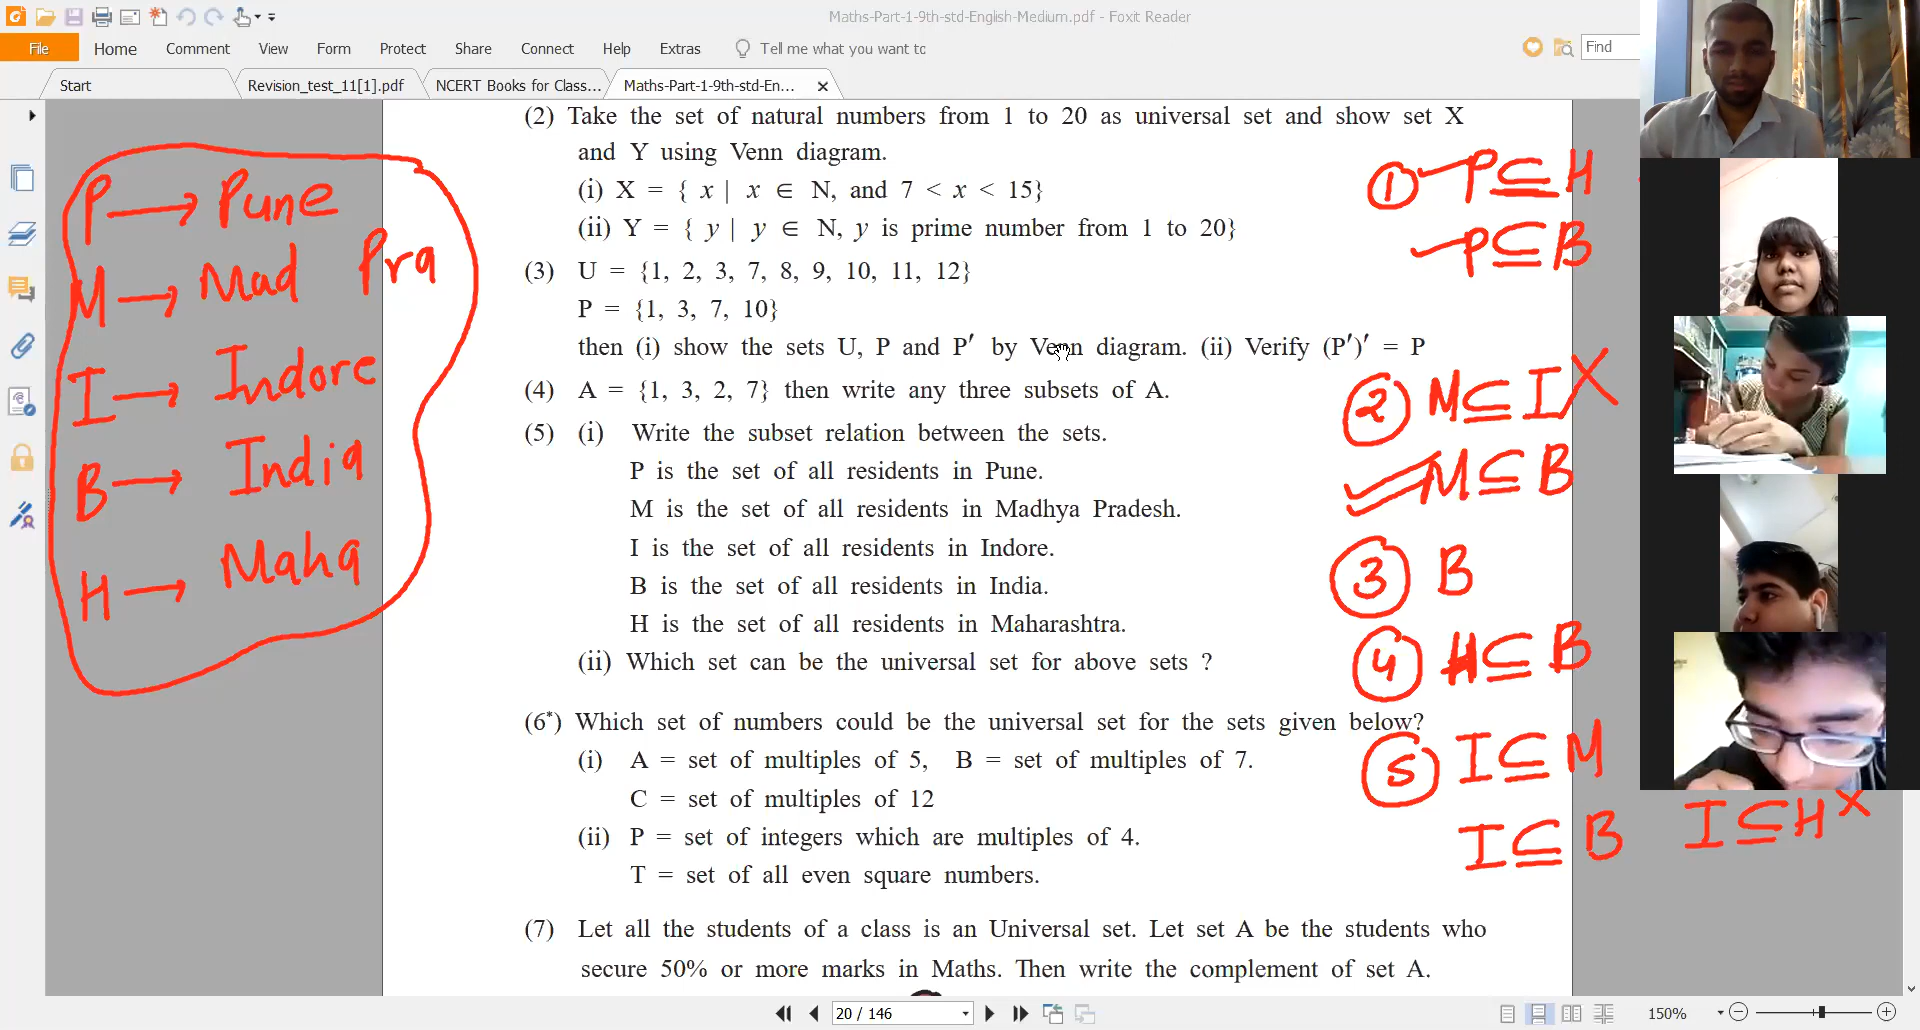 Maths-Part-1-9th-std-English-Medium.pdf - Foxit Reader
File Home Comment View Form Protect Share Connect Help Extras Tell me what you want to Find
Start Revision_test_11[1].pdf NCERT Books for Class... Maths-Part-1-9th-std-En...
(2) Take the set of natural numbers from 1 to 20 as universal set and show set X
and Y using Venn diagram.
(i) X = { x | x ∈ N, and 7 < x < 15}
(ii) Y = { y | y ∈ N, y is prime number from 1 to 20}
(3) U = {1, 2, 3, 7, 8, 9, 10, 11, 12}
P = {1, 3, 7, 10}
then (i) show the sets U, P and P′ by Venn diagram. (ii) Verify (P′)′ = P
(4) A = {1, 3, 2, 7} then write any three subsets of A.
(5) (i) Write the subset relation between the sets.
P is the set of all residents in Pune.
M is the set of all residents in Madhya Pradesh.
I is the set of all residents in Indore.
B is the set of all residents in India.
H is the set of all residents in Maharashtra.
(ii) Which set can be the universal set for above sets ?
(6*) Which set of numbers could be the universal set for the sets given below?
(i) A = set of multiples of 5, B = set of multiples of 7.
C = set of multiples of 12
(ii) P = set of integers which are multiples of 4.
T = set of all even square numbers.
(7) Let all the students of a class is an Universal set. Let set A be the students who
secure 50% or more marks in Maths. Then write the complement of set A.
P → Pune
M → Mad Pra
I → Indore
B → India
H → Maha
1 P ⊆ H
P ⊆ B
2 M ⊆ I X
M ⊆ B
3 B
4 H ⊆ B
5 I ⊆ M
I ⊆ B I ⊆ H X
20 / 146 150%